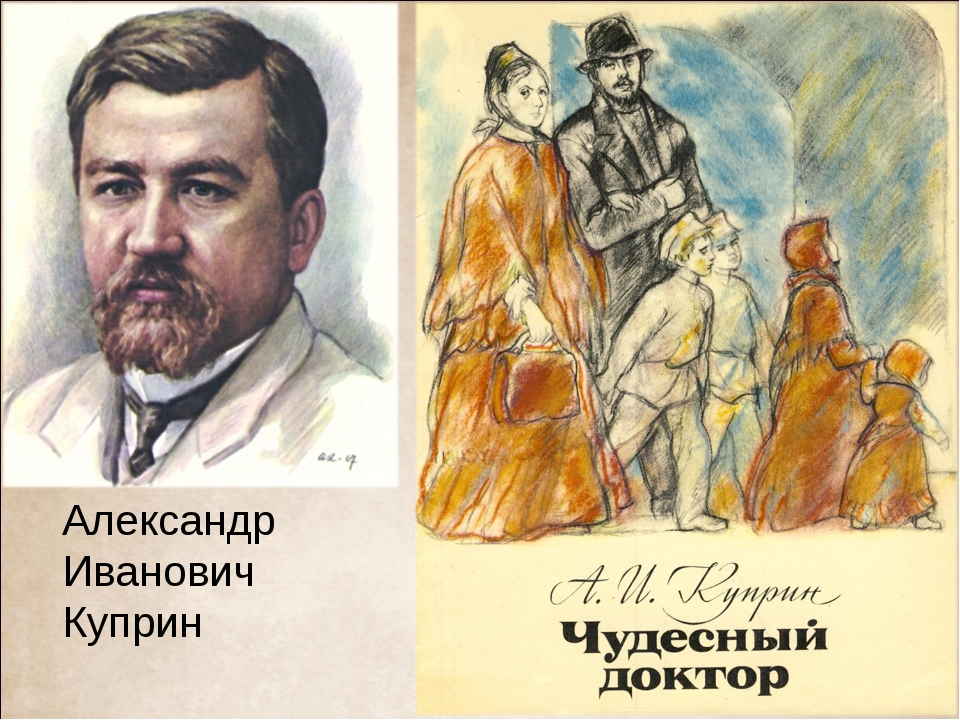 Александр
Иванович
Куприн
А. И. Куприн
Чудесный
доктор